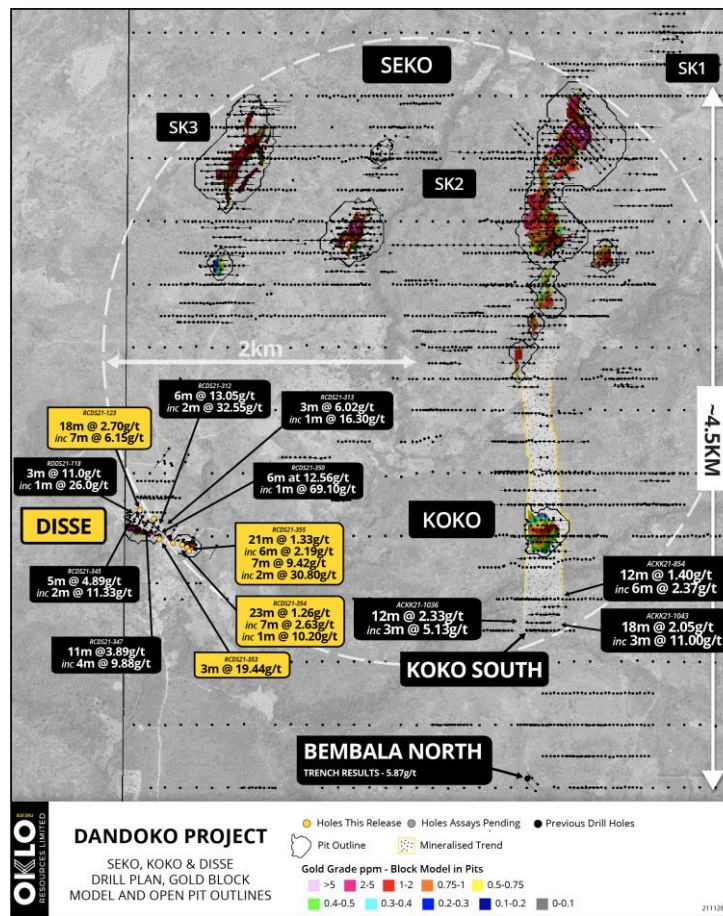 SEKO
SK1
SK3
SK2
2km
~4.5KM
RCDS21-312
6m @ 13.05g/t
inc 2m @ 32.55g/t
RCDS21-313
3m @ 6.02g/t
inc 1m @ 16.30g/t
RCDS21-123
18m @ 2.70g/t
inc 7m @ 6.15g/t
RDDS21-118
3m @ 11.0g/t
inc 1m @ 26.0g/t
RCDS21-350
6m at 12.56g/t
inc 1m @ 69.10g/t
DISSE
KOKO
RCDS21-355
21m @ 1.33g/t
inc 6m @ 2.19g/t
7m @ 9.42g/t
inc 2m @ 30.80g/t
RCDS21-345
5m @ 4.89g/t
inc 2m @ 11.33g/t
RCDS21-354
23m @ 1.26g/t
inc 7m @ 2.63g/t
inc 1m @ 10.20g/t
ACKK21-854
12m @ 1.40g/t
inc 6m @ 2.37g/t
ACKK21-1036
12m @ 2.33g/t
inc 3m @ 5.13g/t
ACKK21-1043
18m @ 2.05g/t
inc 3m @ 11.00g/t
RCDS21-347
11m @3.89g/t
inc 4m @ 9.88g/t
RCDS21-353
3m @ 19.44g/t
KOKO SOUTH
BEMBALA NORTH
TRENCH RESULTS - 5.87g/t
OKLO
RESOURCES LIMITED
ASX:OKU
DANDOKO PROJECT
SEKO, KOKO & DISSE
DRILL PLAN, GOLD BLOCK
MODEL AND OPEN PIT OUTLINES
Holes This Release
Holes Assays Pending
Previous Drill Holes
Pit Outline
Mineralised Trend
Gold Grade ppm - Block Model in Pits
>5
2-5
1-2
0.75-1
0.5-0.75
0.4-0.5
0.3-0.4
0.2-0.3
0.1-0.2
0-0.1